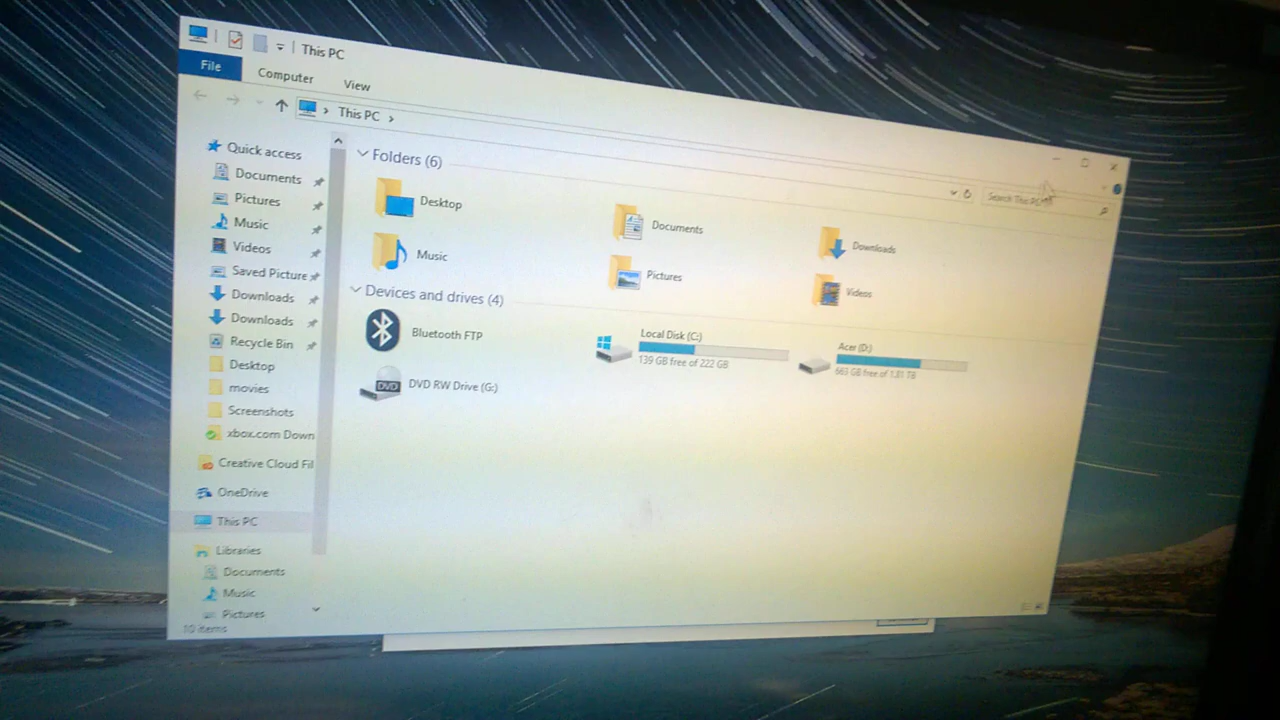 This PC
File Computer View
This PC
Search This PC
Quick access
Documents
Pictures
Music
Videos
Saved Picture
Downloads
Downloads
Recycle Bin
Desktop
movies
Screenshots
xbox.com Down
Creative Cloud Fil
OneDrive
This PC
Libraries
Documents
Music
Pictures
10 items
Folders (6)
Desktop
Documents
Downloads
Music
Pictures
Videos
Devices and drives (4)
Bluetooth FTP
Local Disk (C:)
139 GB free of 222 GB
Acer (D:)
663 GB free of 1.81 TB
DVD
DVD RW Drive (G:)